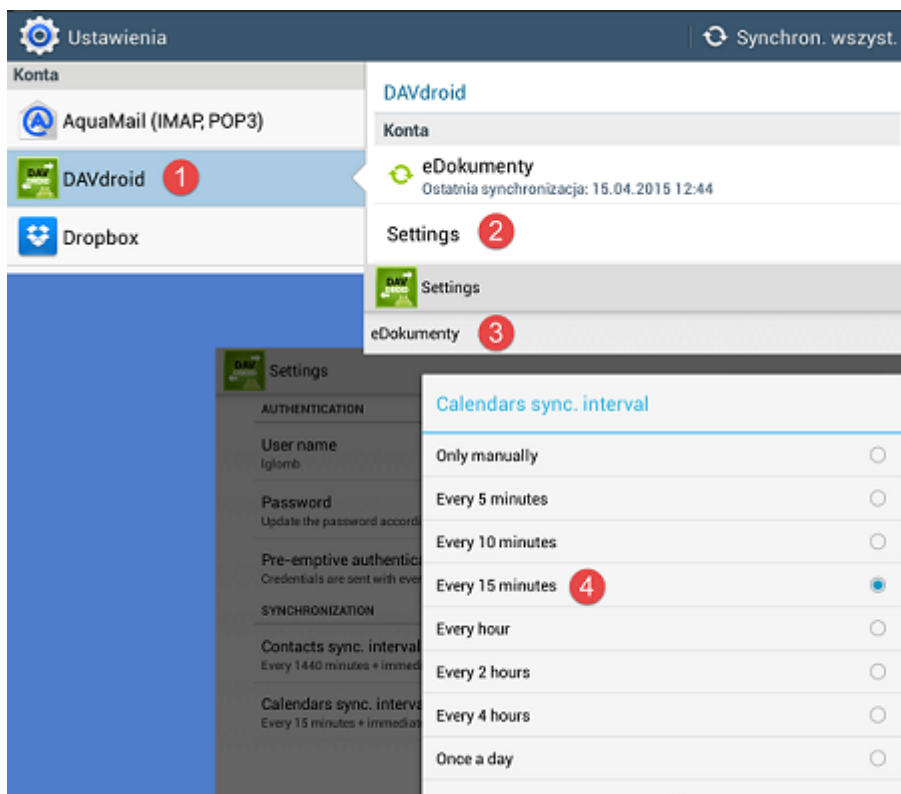 Ustawienia
Synchron. wszyst.
Konta
AquaMail (IMAP, POP3)
DAVdroid 1
Dropbox
DAVdroid
Konta
eDokumenty
Ostatnia synchronizacja: 15.04.2015 12:44
Settings 2
Settings
eDokumenty 3
Settings
AUTHENTICATION
User name
lglomb
Password
Update the password accord
Pre-emptive authentica
Credentials are sent with ever
SYNCHRONIZATION
Contacts sync. interval
Every 1440 minutes + immed
Calendars sync. interva
Every 15 minutes + immediat
Calendars sync. interval
Only manually
Every 5 minutes
Every 10 minutes
Every 15 minutes 4
Every hour
Every 2 hours
Every 4 hours
Once a day